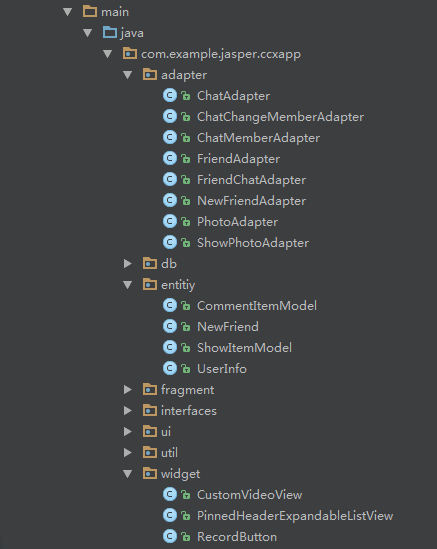 main
java
com.example.jasper.ccxapp
adapter
ChatAdapter
ChatChangeMemberAdapter
ChatMemberAdapter
FriendAdapter
FriendChatAdapter
NewFriendAdapter
PhotoAdapter
ShowPhotoAdapter
db
entitiy
CommentItemModel
NewFriend
ShowItemModel
UserInfo
fragment
interfaces
ui
util
widget
CustomVideoView
PinnedHeaderExpandableListView
RecordButton